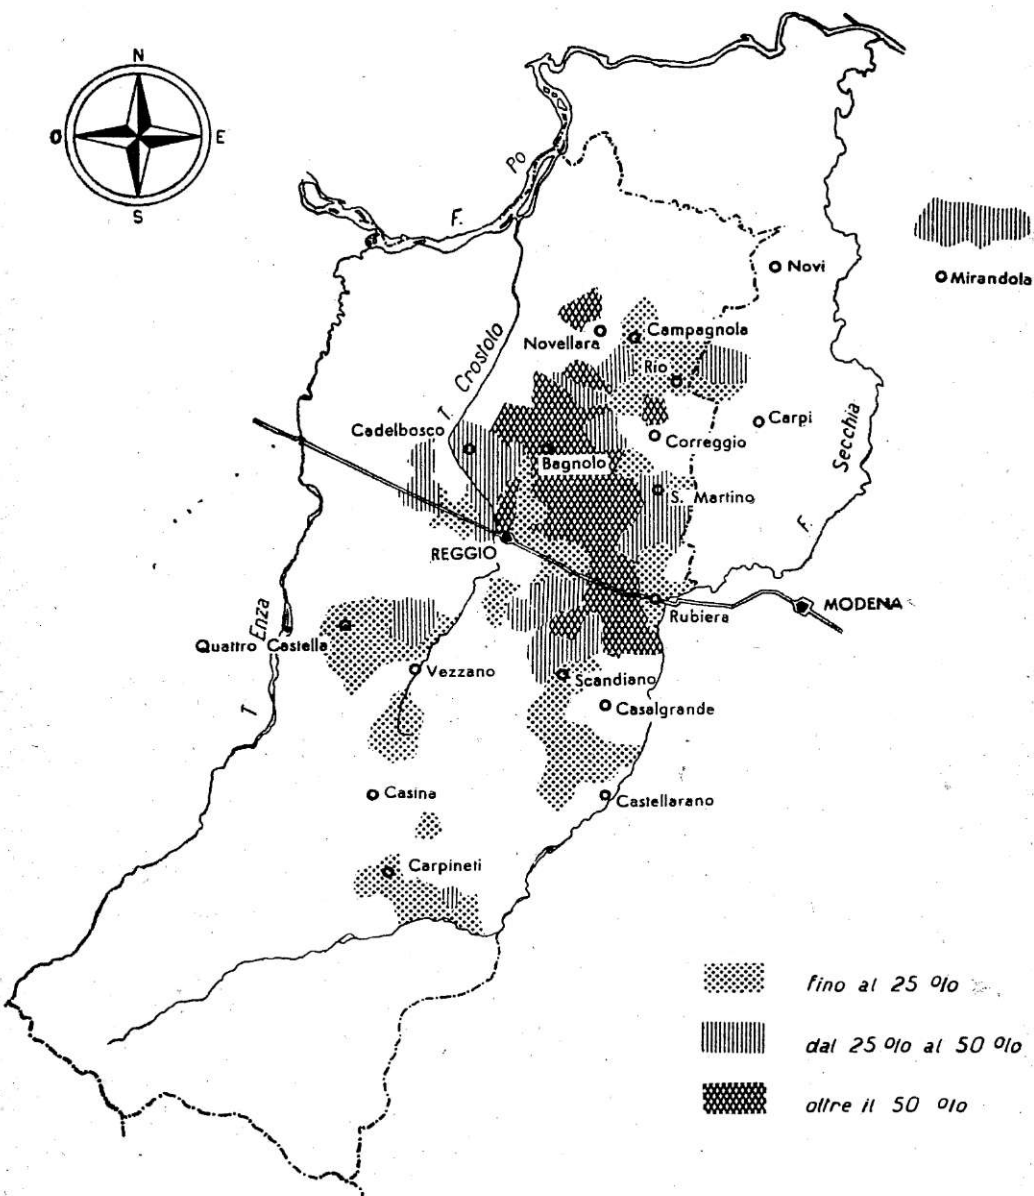 N
O
E
S
Po
F.
Novi
Mirandola
Campagnola
Novellara
Rio
T. Crostolo
Cadelbosco
Carpi
Correggio
Bagnolo
F. Secchia
S. Martino
REGGIO
MODENA
Rubiera
T Enza
Quattro Castella
Vezzano
Scandiano
Casalgrande
Casina
Castellarano
Carpineti
fino al 25 %
dal 25 % al 50 %
oltre il 50 %